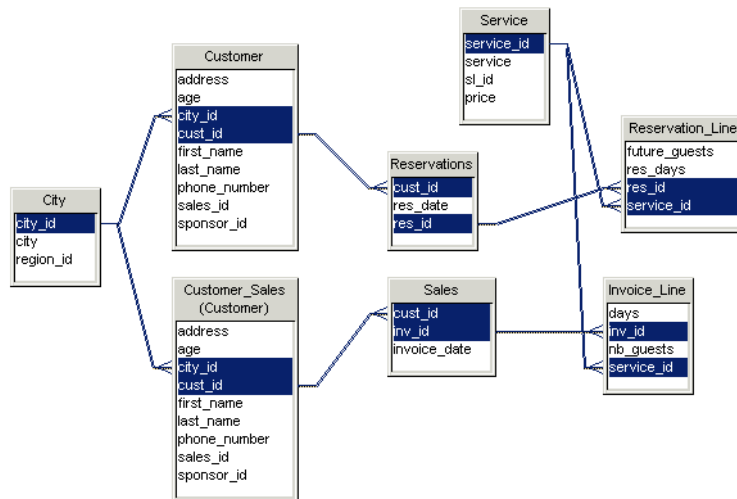 Service
service_id
service
sl_id
price
Customer
address
age
city_id
cust_id
first_name
last_name
phone_number
sales_id
sponsor_id
Reservation_Line
future_guests
res_days
res_id
service_id
Reservations
cust_id
res_date
res_id
City
city_id
city
region_id
Customer_Sales
(Customer)
address
age
city_id
cust_id
first_name
last_name
phone_number
sales_id
sponsor_id
Sales
cust_id
inv_id
invoice_date
Invoice_Line
days
inv_id
nb_guests
service_id